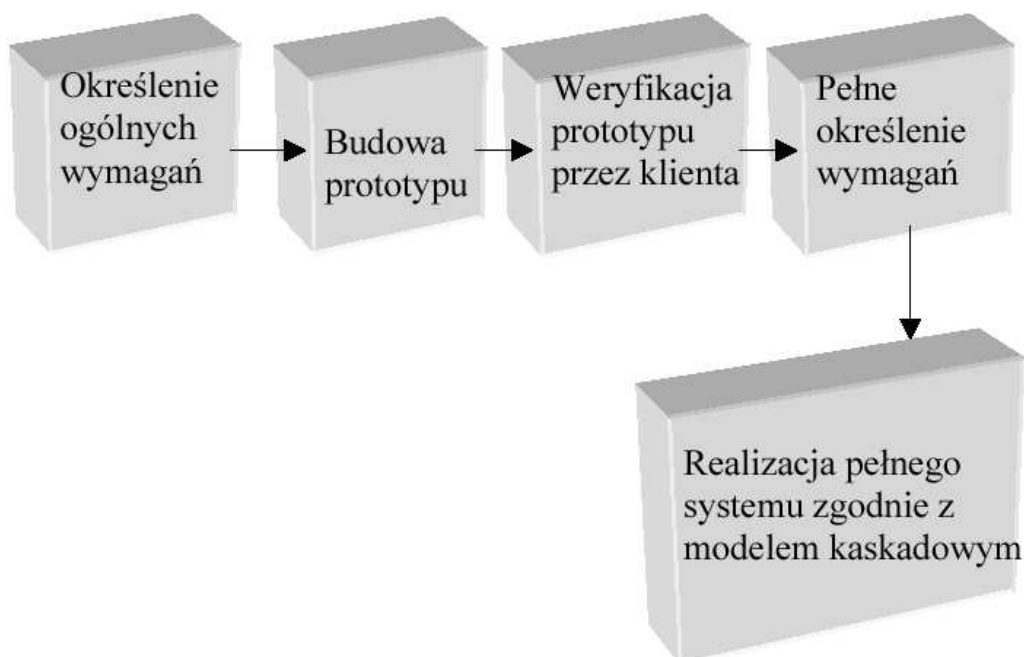 Określenie
ogólnych
wymagań
Budowa
prototypu
Weryfikacja
prototypu
przez klienta
Pełne
określenie
wymagań
Realizacja pełnego
systemu zgodnie z
modelem kaskadowym